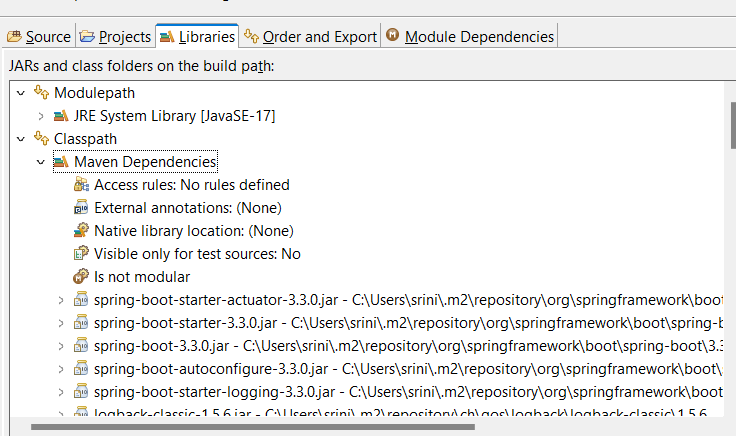 Source Projects Libraries Order and Export Module Dependencies
JARs and class folders on the build path:
Modulepath
JRE System Library [JavaSE-17]
Classpath
Maven Dependencies
Access rules: No rules defined
External annotations: (None)
Native library location: (None)
Visible only for test sources: No
Is not modular
spring-boot-starter-actuator-3.3.0.jar - C:\Users\srini\.m2\repository\org\springframework\boot
spring-boot-starter-3.3.0.jar - C:\Users\srini\.m2\repository\org\springframework\boot\spring-b
spring-boot-3.3.0.jar - C:\Users\srini\.m2\repository\org\springframework\boot\spring-boot\3.3
spring-boot-autoconfigure-3.3.0.jar - C:\Users\srini\.m2\repository\org\springframework\boot\
spring-boot-starter-logging-3.3.0.jar - C:\Users\srini\.m2\repository\org\springframework\boot
logback-classic-1.5.6.jar - C:\Users\srini\.m2\repository\ch\qos\logback\logback-classic\1.5.6